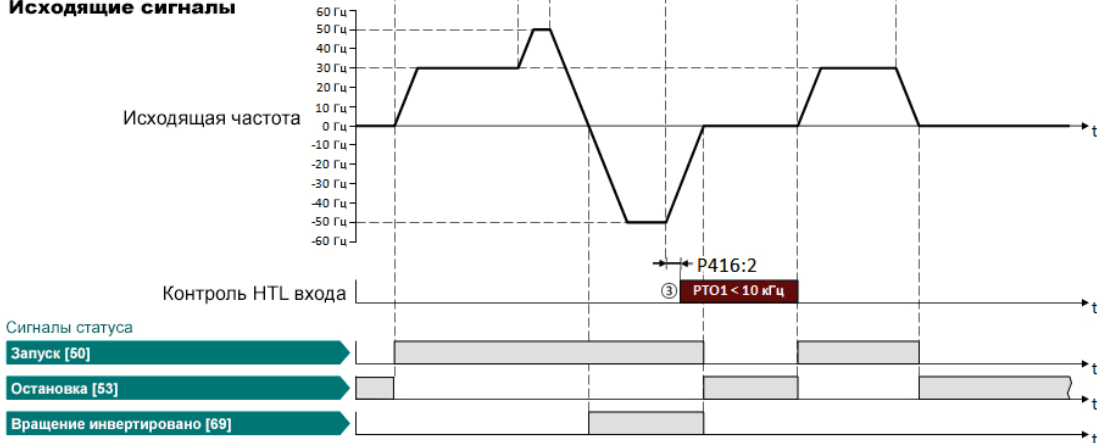 Исходящие сигналы
60 Гц
50 Гц
40 Гц
30 Гц
20 Гц
10 Гц
Исходящая частота
0 Гц
t
-10 Гц
-20 Гц
-30 Гц
-40 Гц
-50 Гц
-60 Гц
P416:2
Контроль HTL входа
③ PTO1 < 10 кГц
t
Сигналы статуса
Запуск [50]
t
Остановка [53]
t
Вращение инвертировано [69]
t